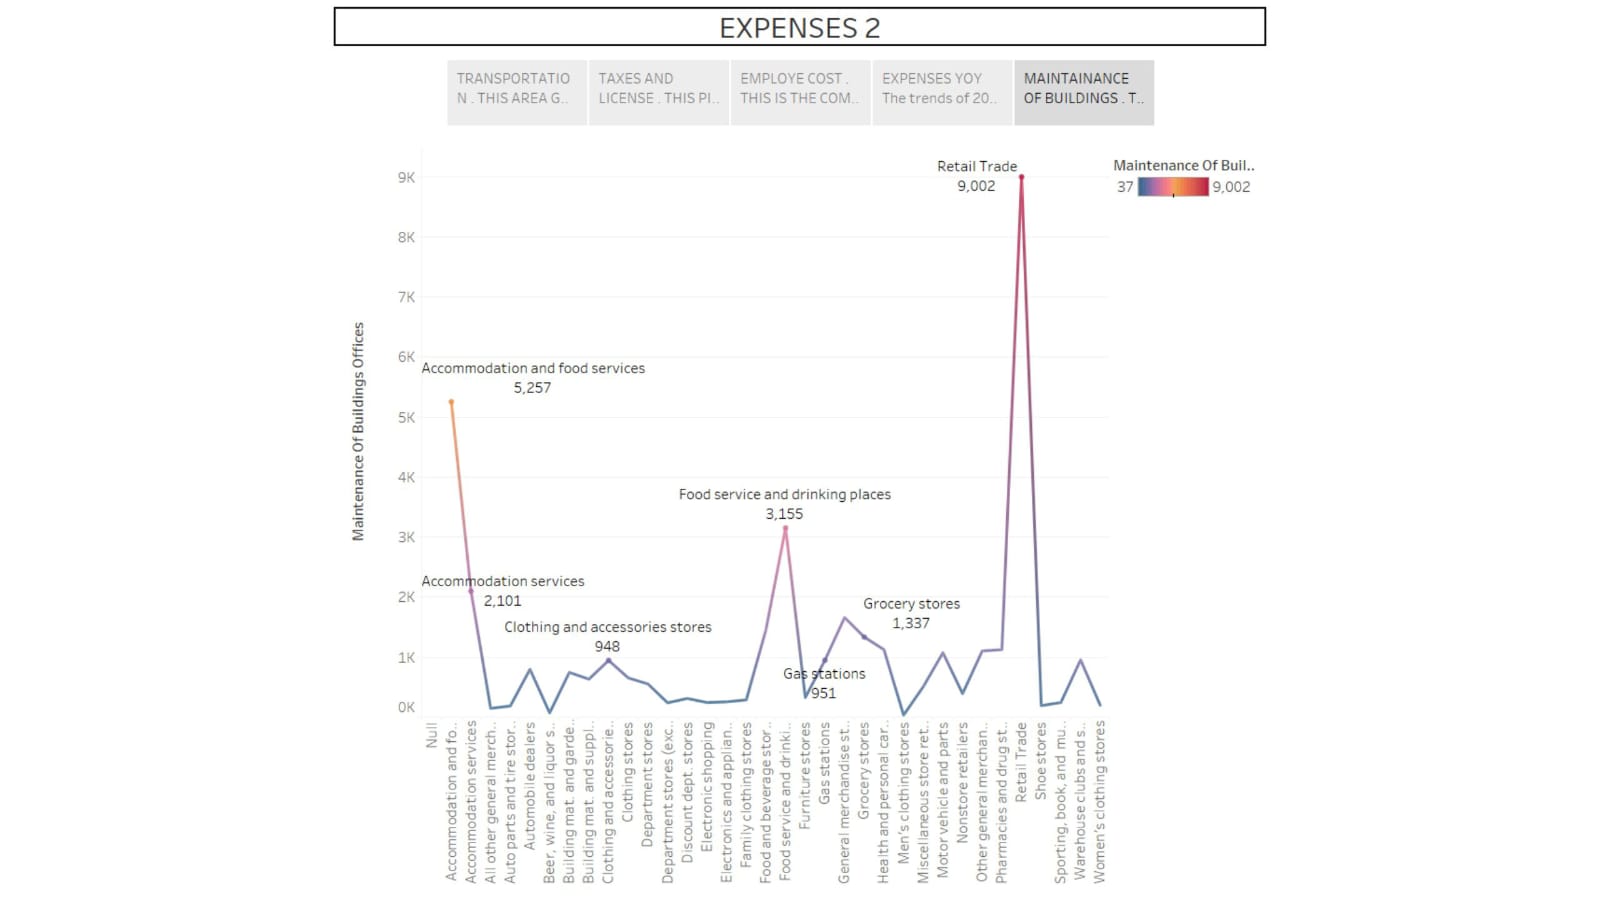 EXPENSES 2
TRANSPORTATIO
N . THIS AREA G..
TAXES AND
LICENSE . THIS PI..
EMPLOYE COST .
THIS IS THE COM..
EXPENSES YOY
The trends of 20..
MAINTAINANCE
OF BUILDINGS . T..
Maintenance Of Buil..
37
9,002
Maintenance Of Buildings Offices
9K
8K
7K
6K
5K
4K
3K
2K
1K
0K
Retail Trade
9,002
Accommodation and food services
5,257
Food service and drinking places
3,155
Accommodation services
2,101
Clothing and accessories stores
948
Grocery stores
1,337
Gas stations
951
Null
Accommodation and fo..
Accommodation services
All other general merch..
Auto parts and tire stor..
Automobile dealers
Beer, wine, and liquor s..
Building mat. and garde..
Building mat. and suppl..
Clothing and accessorie..
Clothing stores
Department stores
Department stores (exc..
Discount dept. stores
Electronic shopping
Electronics and applian..
Family clothing stores
Food and beverage stor..
Food service and drinki..
Furniture stores
Gas stations
General merchandise st..
Grocery stores
Health and personal car..
Men's clothing stores
Miscellaneous store ret..
Motor vehicle and parts
Nonstore retailers
Other general merchan..
Pharmacies and drug st..
Retail Trade
Shoe stores
Sporting, book, and mu..
Warehouse clubs and s..
Women's clothing stores